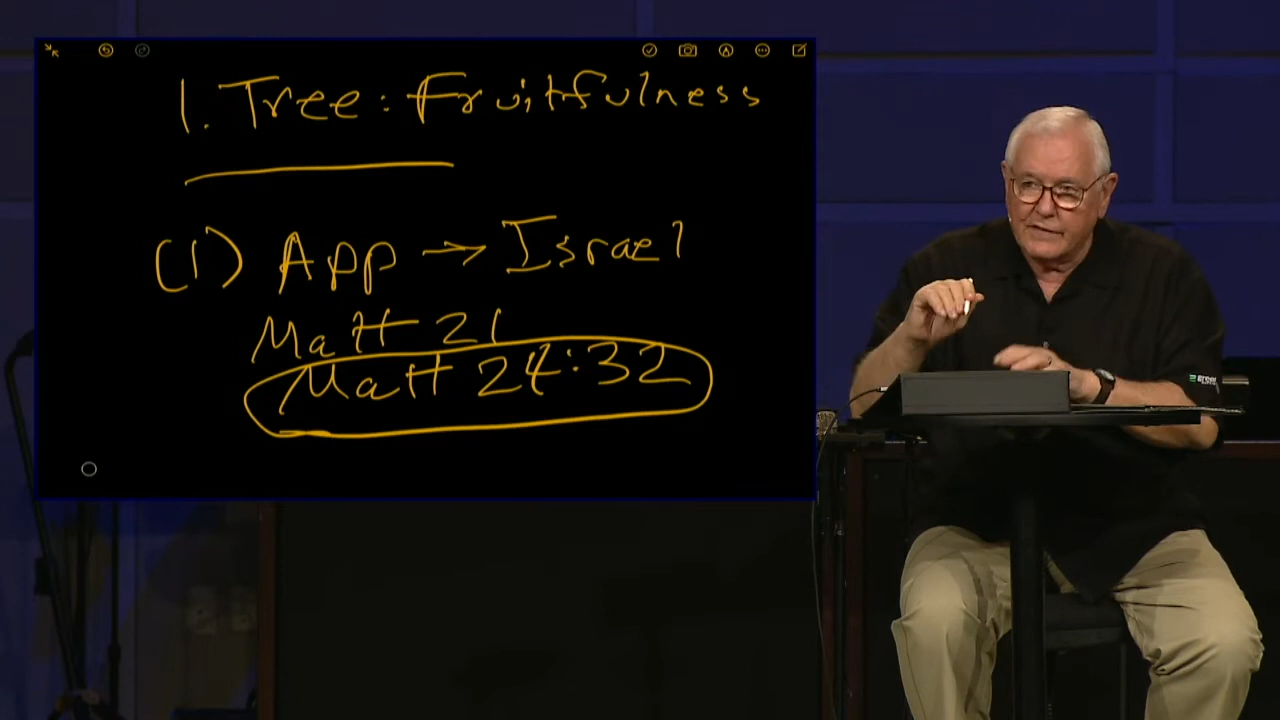 1. Tree: Fruitfulness
(1) App → Israel
Matt 21
Matt 24:32